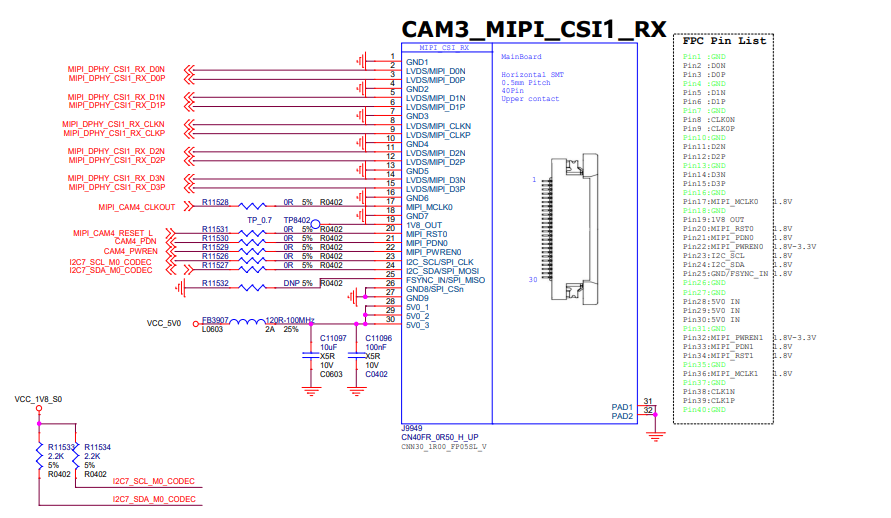 CAM3_MIPI_CSI1_RX
MIPI_CSI_RX
MainBoard
Horizontal SMT
0.5mm Pitch
40Pin
Upper contact
1
30
MIPI_DPHY_CSI1_RX_D0N
MIPI_DPHY_CSI1_RX_D0P
MIPI_DPHY_CSI1_RX_D1N
MIPI_DPHY_CSI1_RX_D1P
MIPI_DPHY_CSI1_RX_CLKN
MIPI_DPHY_CSI1_RX_CLKP
MIPI_DPHY_CSI1_RX_D2N
MIPI_DPHY_CSI1_RX_D2P
MIPI_DPHY_CSI1_RX_D3N
MIPI_DPHY_CSI1_RX_D3P
MIPI_CAM4_CLKOUT R11528 0R 5% R0402
TP_0.7 TP8402
MIPI_CAM4_RESET_L R11531 0R 5% R0402
CAM4_PDN R11530 0R 5% R0402
CAM4_PWREN R11529 0R 5% R0402
I2C7_SCL_M0_CODEC R11526 0R 5% R0402
I2C7_SDA_M0_CODEC R11527 0R 5% R0402
R11532 DNP 5% R0402
VCC_5V0 FB3907 120R-100MHz
L0603 2A 25%
C11097
10uF
X5R
10V
C0603
C11096
100nF
X5R
10V
C0402
1 GND1
2 LVDS/MIPI_D0N
3 LVDS/MIPI_D0P
4 GND2
5 LVDS/MIPI_D1N
6 LVDS/MIPI_D1P
7 GND3
8 LVDS/MIPI_CLKN
9 LVDS/MIPI_CLKP
10 GND4
11 LVDS/MIPI_D2N
12 LVDS/MIPI_D2P
13 GND5
14 LVDS/MIPI_D3N
15 LVDS/MIPI_D3P
16 GND6
17 MIPI_MCLK0
18 GND7
19 1V8_OUT
20 MIPI_RST0
21 MIPI_PDN0
22 MIPI_PWREN0
23 I2C_SCL/SPI_CLK
24 I2C_SDA/SPI_MOSI
25 FSYNC_IN/SPI_MISO
26 GND8/SPI_CSn
27 GND9
28 5V0_1
29 5V0_2
30 5V0_3
PAD1 31
PAD2 32
J9949
CN40FR_0R50_H_UP
CNN30_1R00_FP05SL_V
FPC Pin List
Pin1 :GND
Pin2 :D0N
Pin3 :D0P
Pin4 :GND
Pin5 :D1N
Pin6 :D1P
Pin7 :GND
Pin8 :CLK0N
Pin9 :CLK0P
Pin10:GND
Pin11:D2N
Pin12:D2P
Pin13:GND
Pin14:D3N
Pin15:D3P
Pin16:GND
Pin17:MIPI_MCLK0 1.8V
Pin18:GND
Pin19:1V8 OUT
Pin20:MIPI_RST0 1.8V
Pin21:MIPI_PDN0 1.8V
Pin22:MIPI_PWREN0 1.8V-3.3V
Pin23:I2C_SCL 1.8V
Pin24:I2C_SDA 1.8V
Pin25:GND/FSYNC_IN 1.8V
Pin26:GND
Pin27:GND
Pin28:5V0 IN
Pin29:5V0 IN
Pin30:5V0 IN
Pin31:GND
Pin32:MIPI_PWREN1 1.8V-3.3V
Pin33:MIPI_PDN1 1.8V
Pin34:MIPI_RST1 1.8V
Pin35:GND
Pin36:MIPI_MCLK1 1.8V
Pin37:GND
Pin38:CLK1N
Pin39:CLK1P
Pin40:GND
VCC_1V8_S0
R11533
2.2K
5%
R0402
R11534
2.2K
5%
R0402
I2C7_SCL_M0_CODEC
I2C7_SDA_M0_CODEC